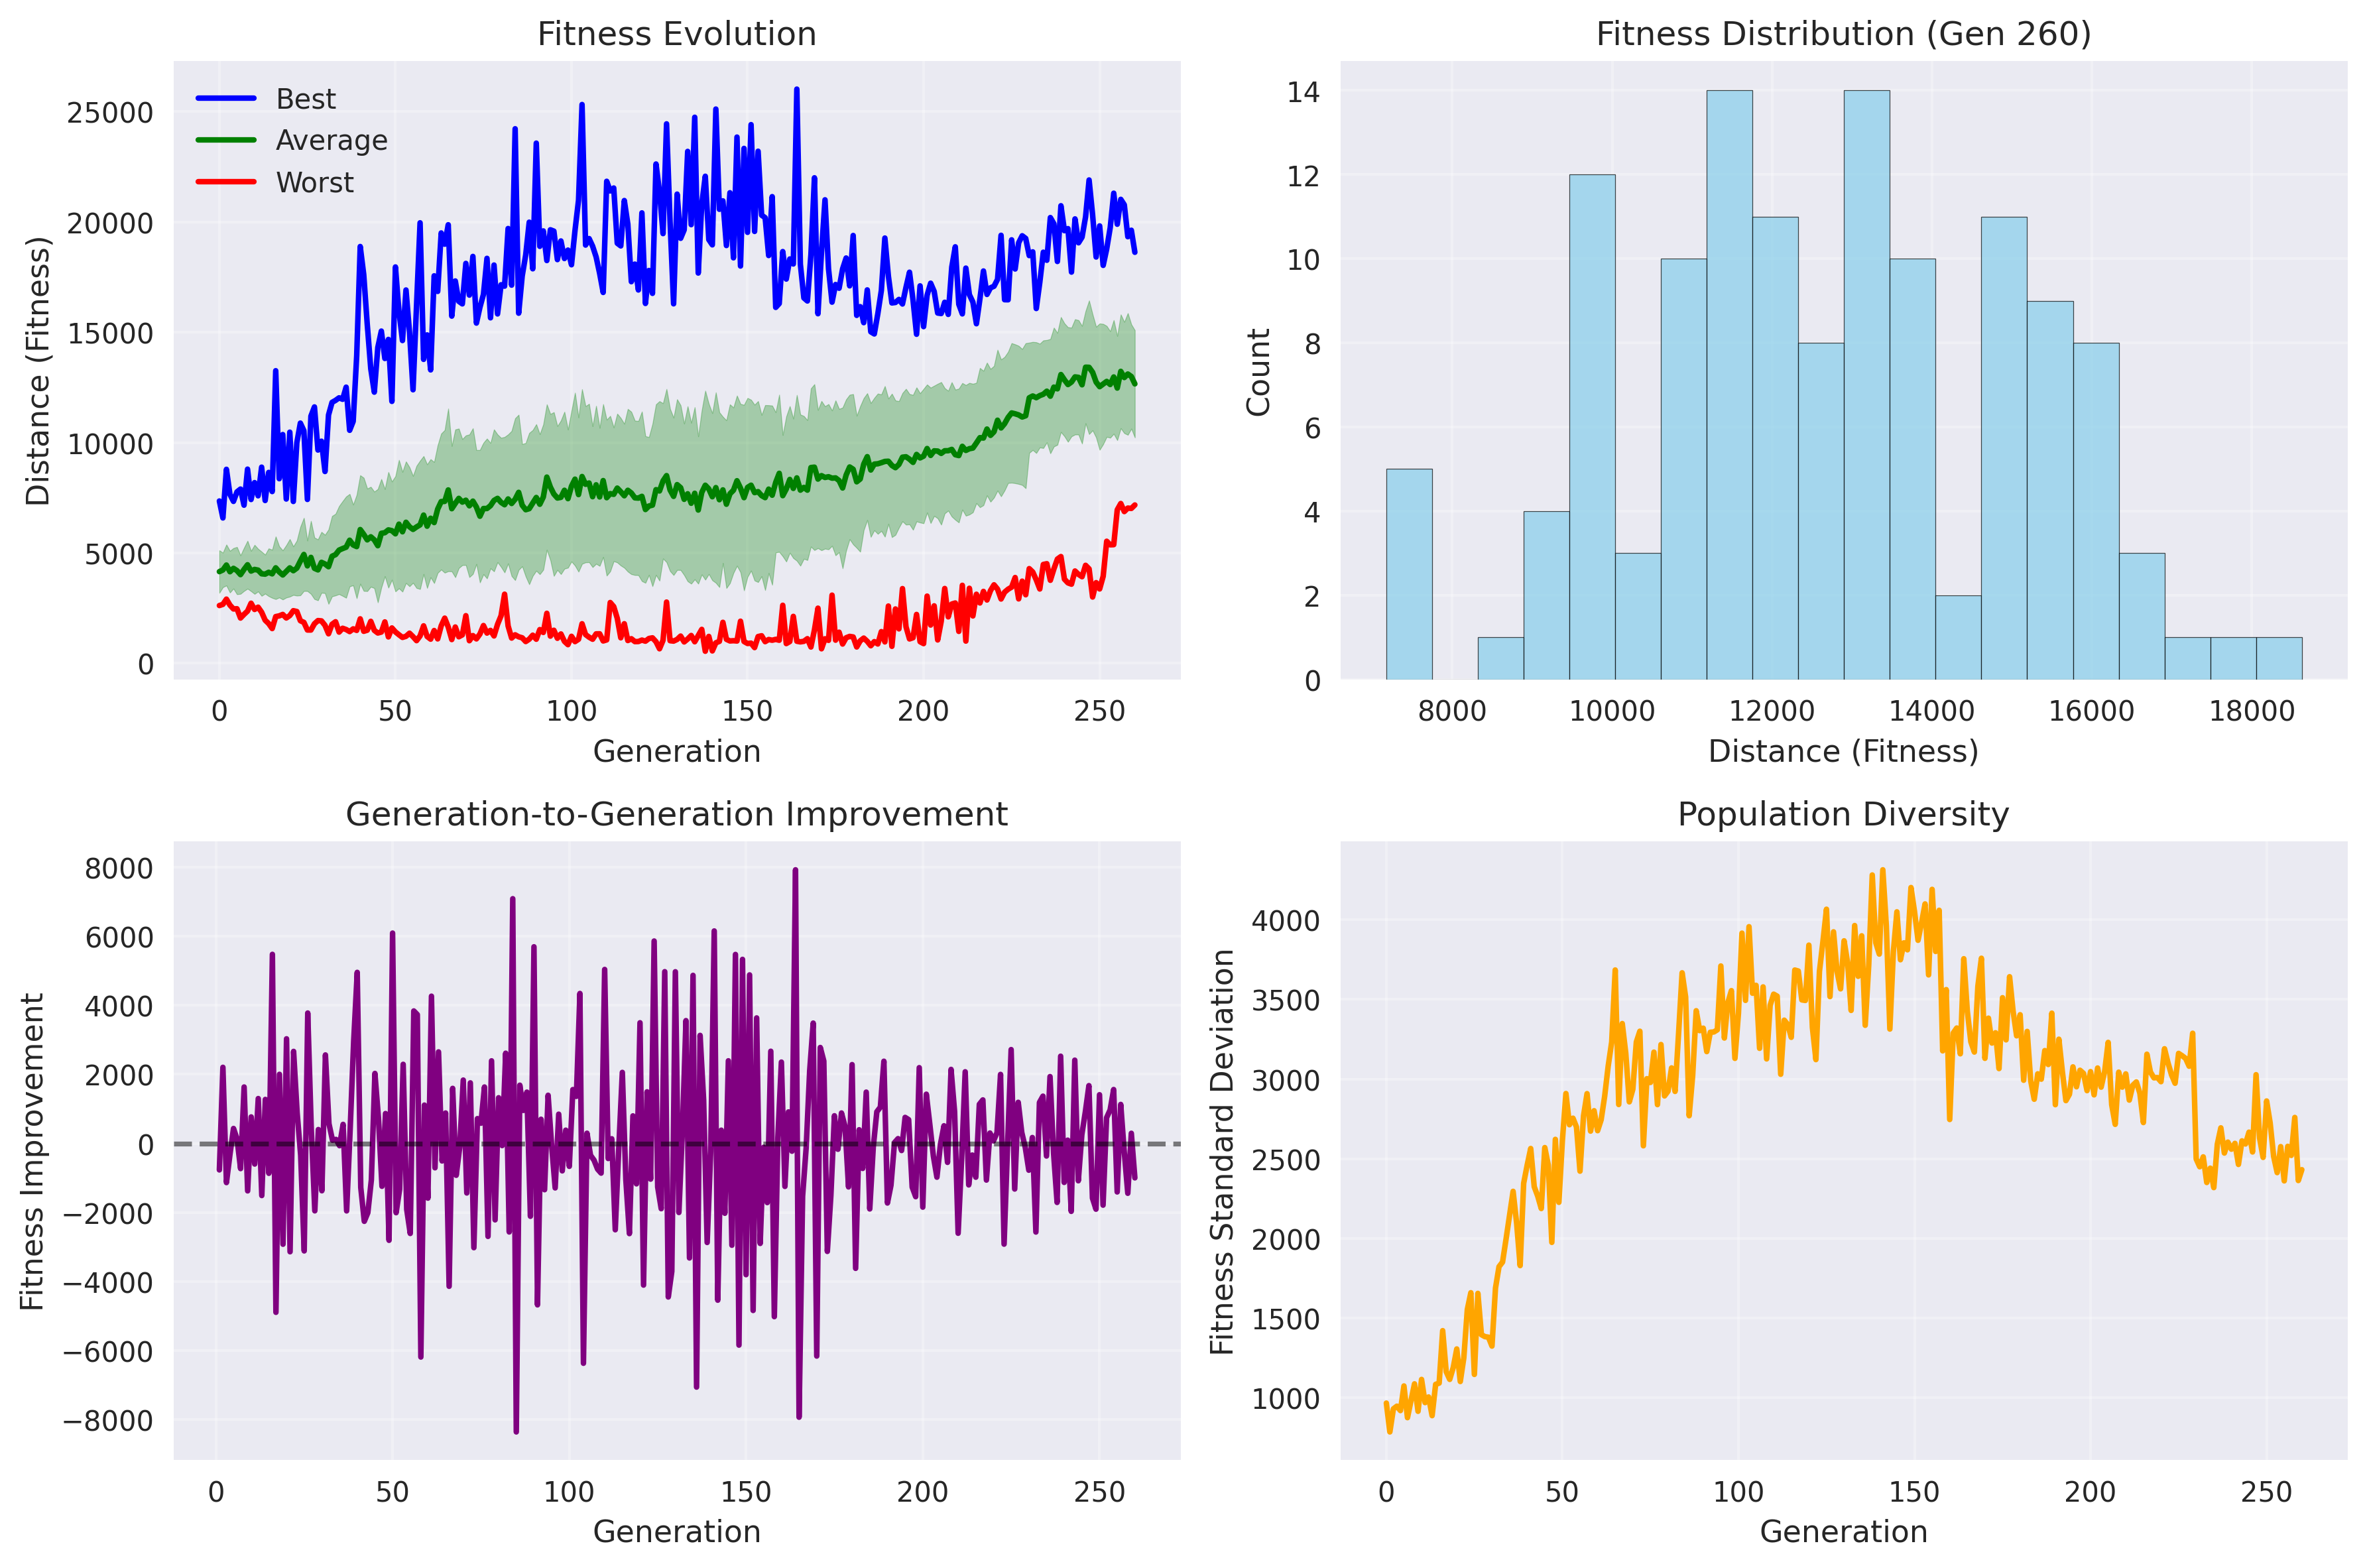 Fitness Evolution
Distance (Fitness)
25000
20000
15000
10000
5000
0
Best
Average
Worst
0 50 100 150 200 250
Generation
Fitness Distribution (Gen 260)
Count
14
12
10
8
6
4
2
0
8000 10000 12000 14000 16000 18000
Distance (Fitness)
Generation-to-Generation Improvement
Fitness Improvement
8000
6000
4000
2000
0
−2000
−4000
−6000
−8000
0 50 100 150 200 250
Generation
Population Diversity
Fitness Standard Deviation
4000
3500
3000
2500
2000
1500
1000
0 50 100 150 200 250
Generation